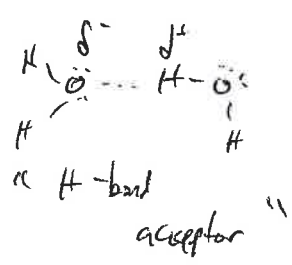 δ⁻ δ⁺
H
O H - O
H H
" H-bond
acceptor "